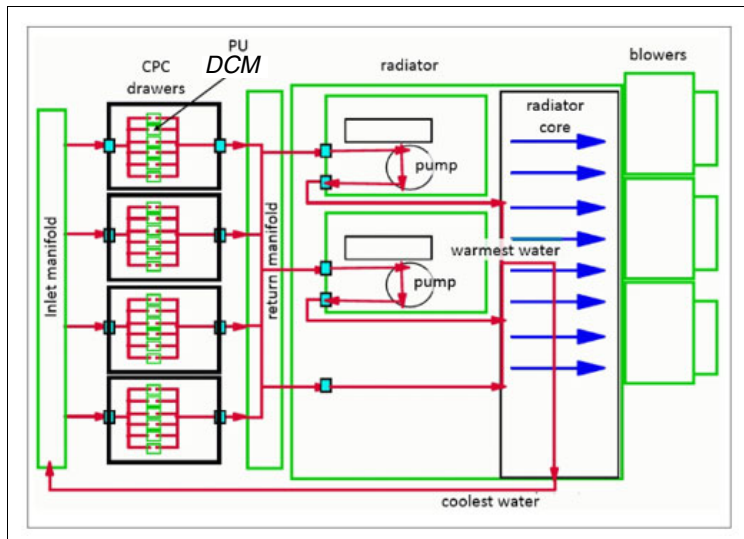 PU
DCM
CPC
drawers
radiator
blowers
radiator
core
pump
warmest water
pump
Inlet manifold
return manifold
coolest water